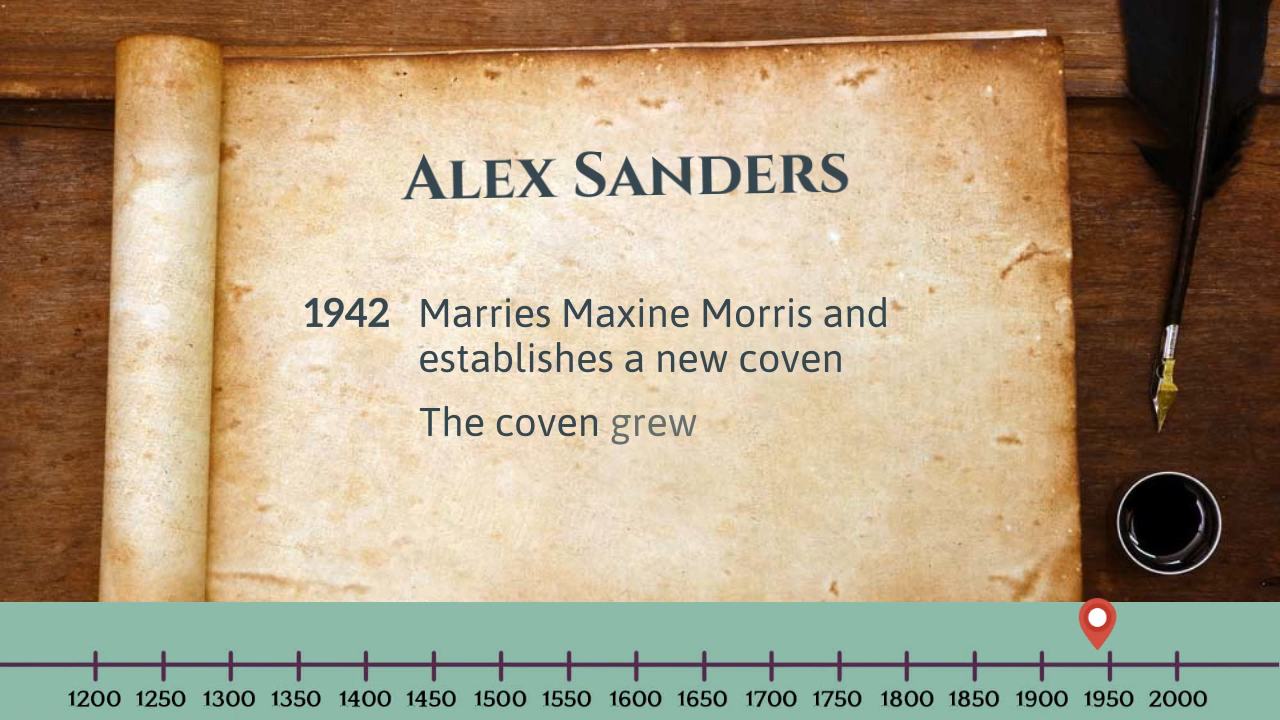 ALEX SANDERS
1942 Marries Maxine Morris and
establishes a new coven
The coven grew
1200 1250 1300 1350 1400 1450 1500 1550 1600 1650 1700 1750 1800 1850 1900 1950 2000